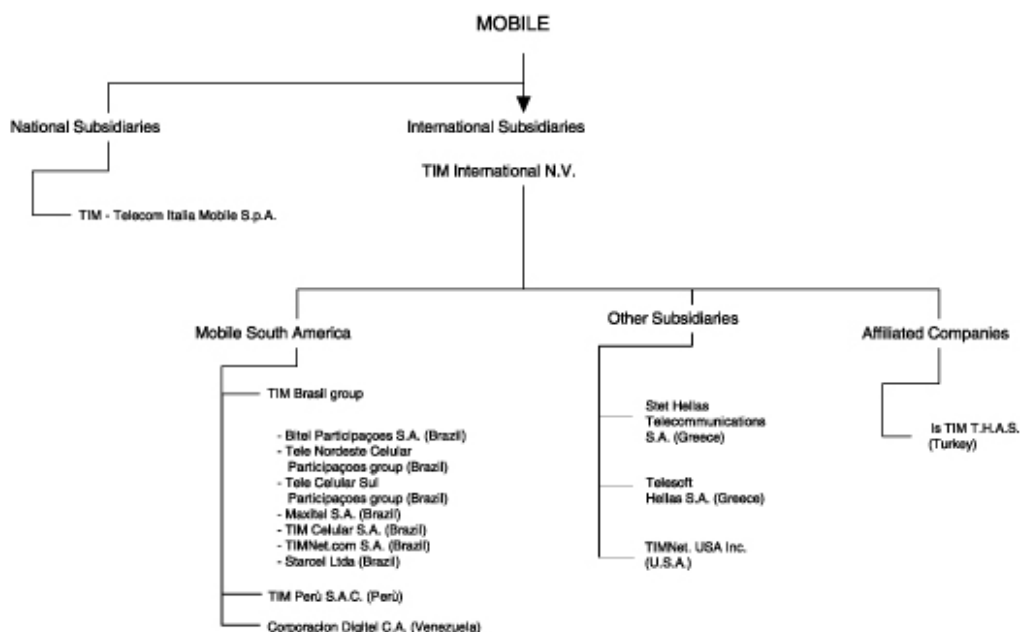 MOBILE
National Subsidiaries
International Subsidiaries
TIM International N.V.
TIM - Telecom Italia Mobile S.p.A.
Mobile South America
Other Subsidiaries
Affiliated Companies
TIM Brasil group
- Bitel Participaçoes S.A. (Brazil)
- Tele Nordeste Celular
Participaçoes group (Brazil)
- Tele Celular Sul
Participaçoes group (Brazil)
- Maxitel S.A. (Brazil)
- TIM Celular S.A. (Brazil)
- TIMNet.com S.A. (Brazil)
- Starcel Ltda (Brazil)
TIM Perù S.A.C. (Perù)
Corporacion Digitel C.A. (Venezuela)
Stet Hellas
Telecommunications
S.A. (Greece)
Telesoft
Hellas S.A. (Greece)
TIMNet. USA Inc.
(U.S.A.)
Is TIM T.H.A.S.
(Turkey)